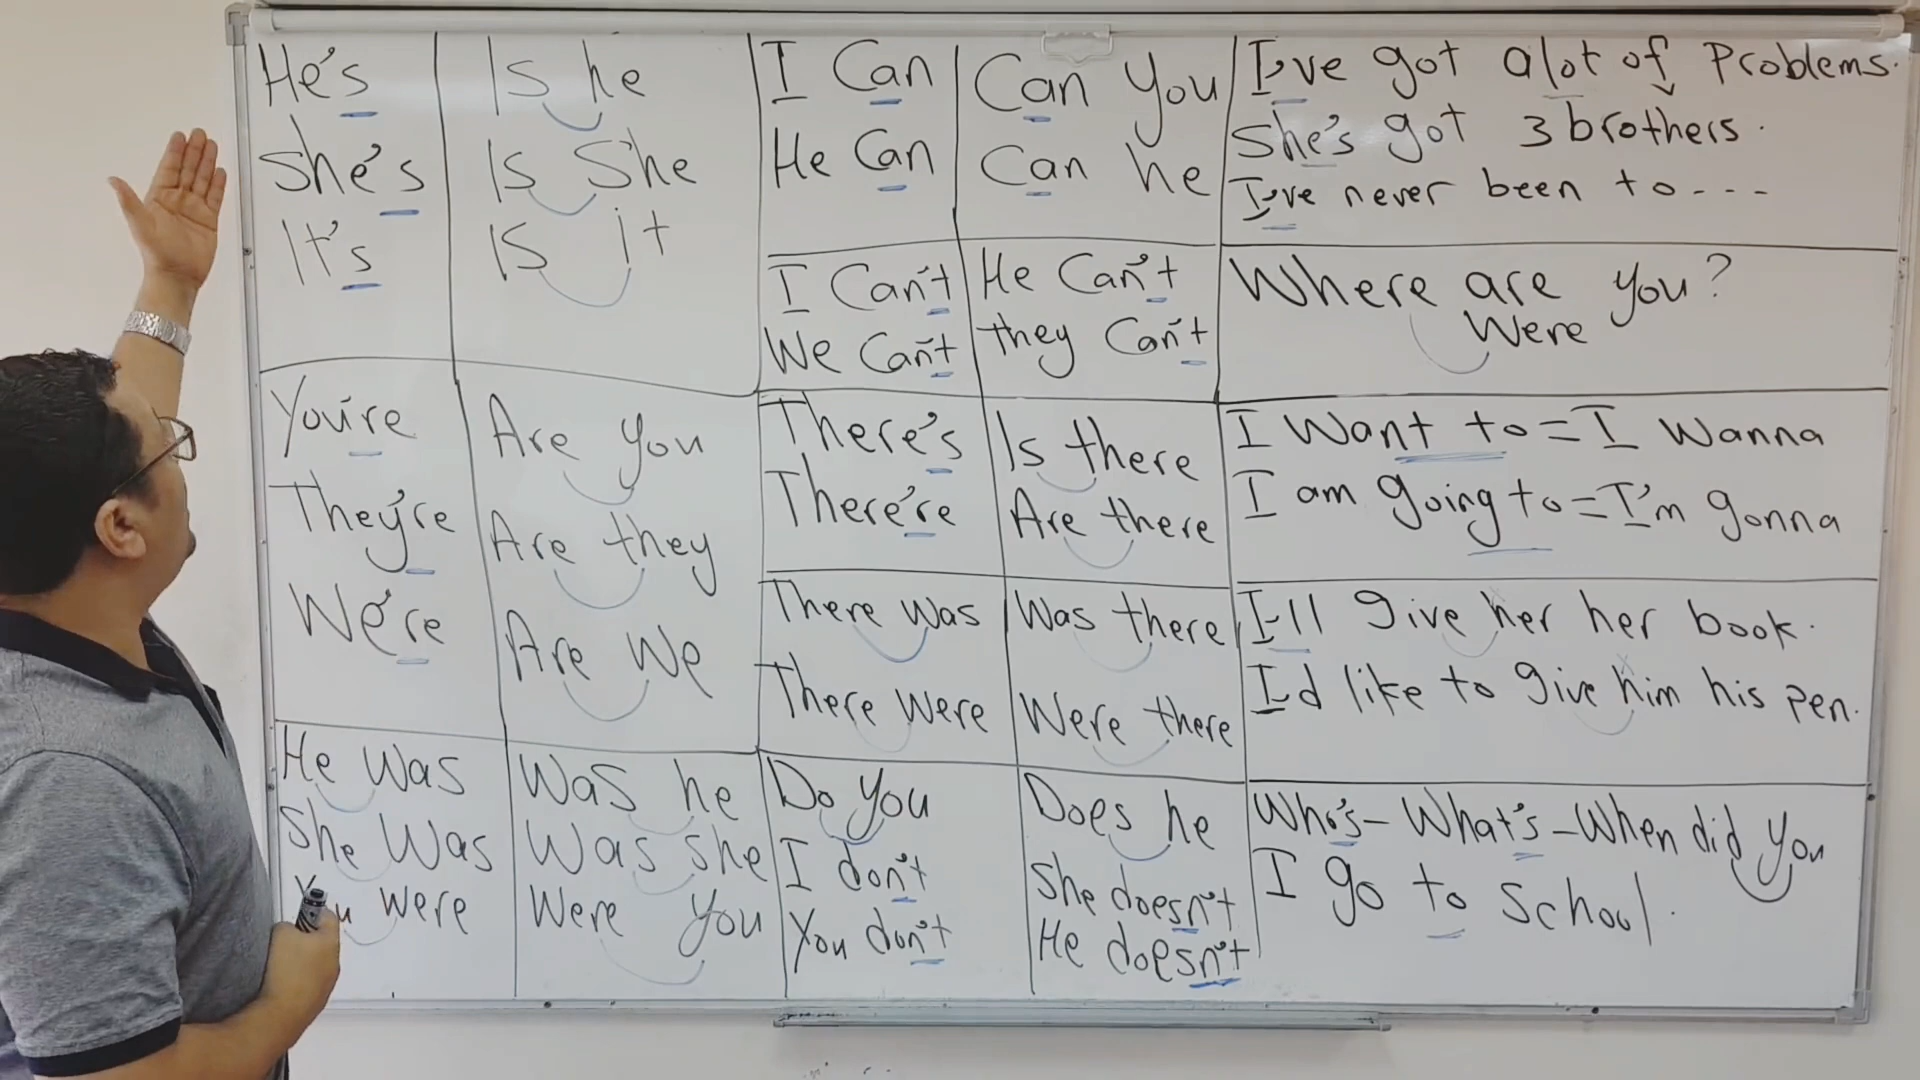 He's
She's
It's
Is he
Is She
Is it
I Can
He Can
Can you
Can he
I've got alot of Problems.
She's got 3 brothers.
I've never been to - - -
I Can't
We Can't
He Can't
they Can't
Where are you?
Were
You're
They're
We're
Are you
Are they
Are We
There's
There're
Is there
Are there
I Want to = I Wanna
I am going to = I'm gonna
There was
There were
Was there
Were there
I'll give her her book.
I'd like to give him his pen.
He was
She was
You were
Was he
Was she
Were you
Do you
I don't
You don't
Does he
She doesn't
He doesn't
Who's - What's - When did you
I go to School.